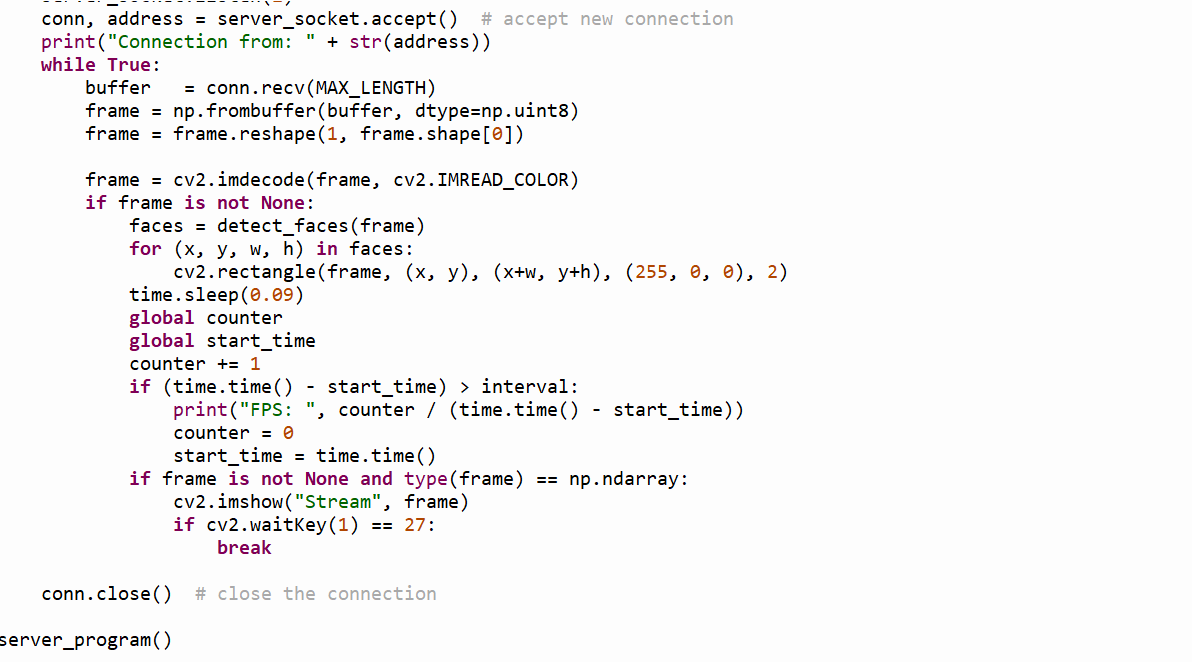 conn, address = server_socket.accept()  # accept new connection
print("Connection from: " + str(address))
while True:
    buffer   = conn.recv(MAX_LENGTH)
    frame = np.frombuffer(buffer, dtype=np.uint8)
    frame = frame.reshape(1, frame.shape[0])
    frame = cv2.imdecode(frame, cv2.IMREAD_COLOR)
    if frame is not None:
        faces = detect_faces(frame)
        for (x, y, w, h) in faces:
            cv2.rectangle(frame, (x, y), (x+w, y+h), (255, 0, 0), 2)
        time.sleep(0.09)
        global counter
        global start_time
        counter += 1
        if (time.time() - start_time) > interval:
            print("FPS: ", counter / (time.time() - start_time))
            counter = 0
            start_time = time.time()
        if frame is not None and type(frame) == np.ndarray:
            cv2.imshow("Stream", frame)
            if cv2.waitKey(1) == 27:
                break
conn.close()  # close the connection
server_program()